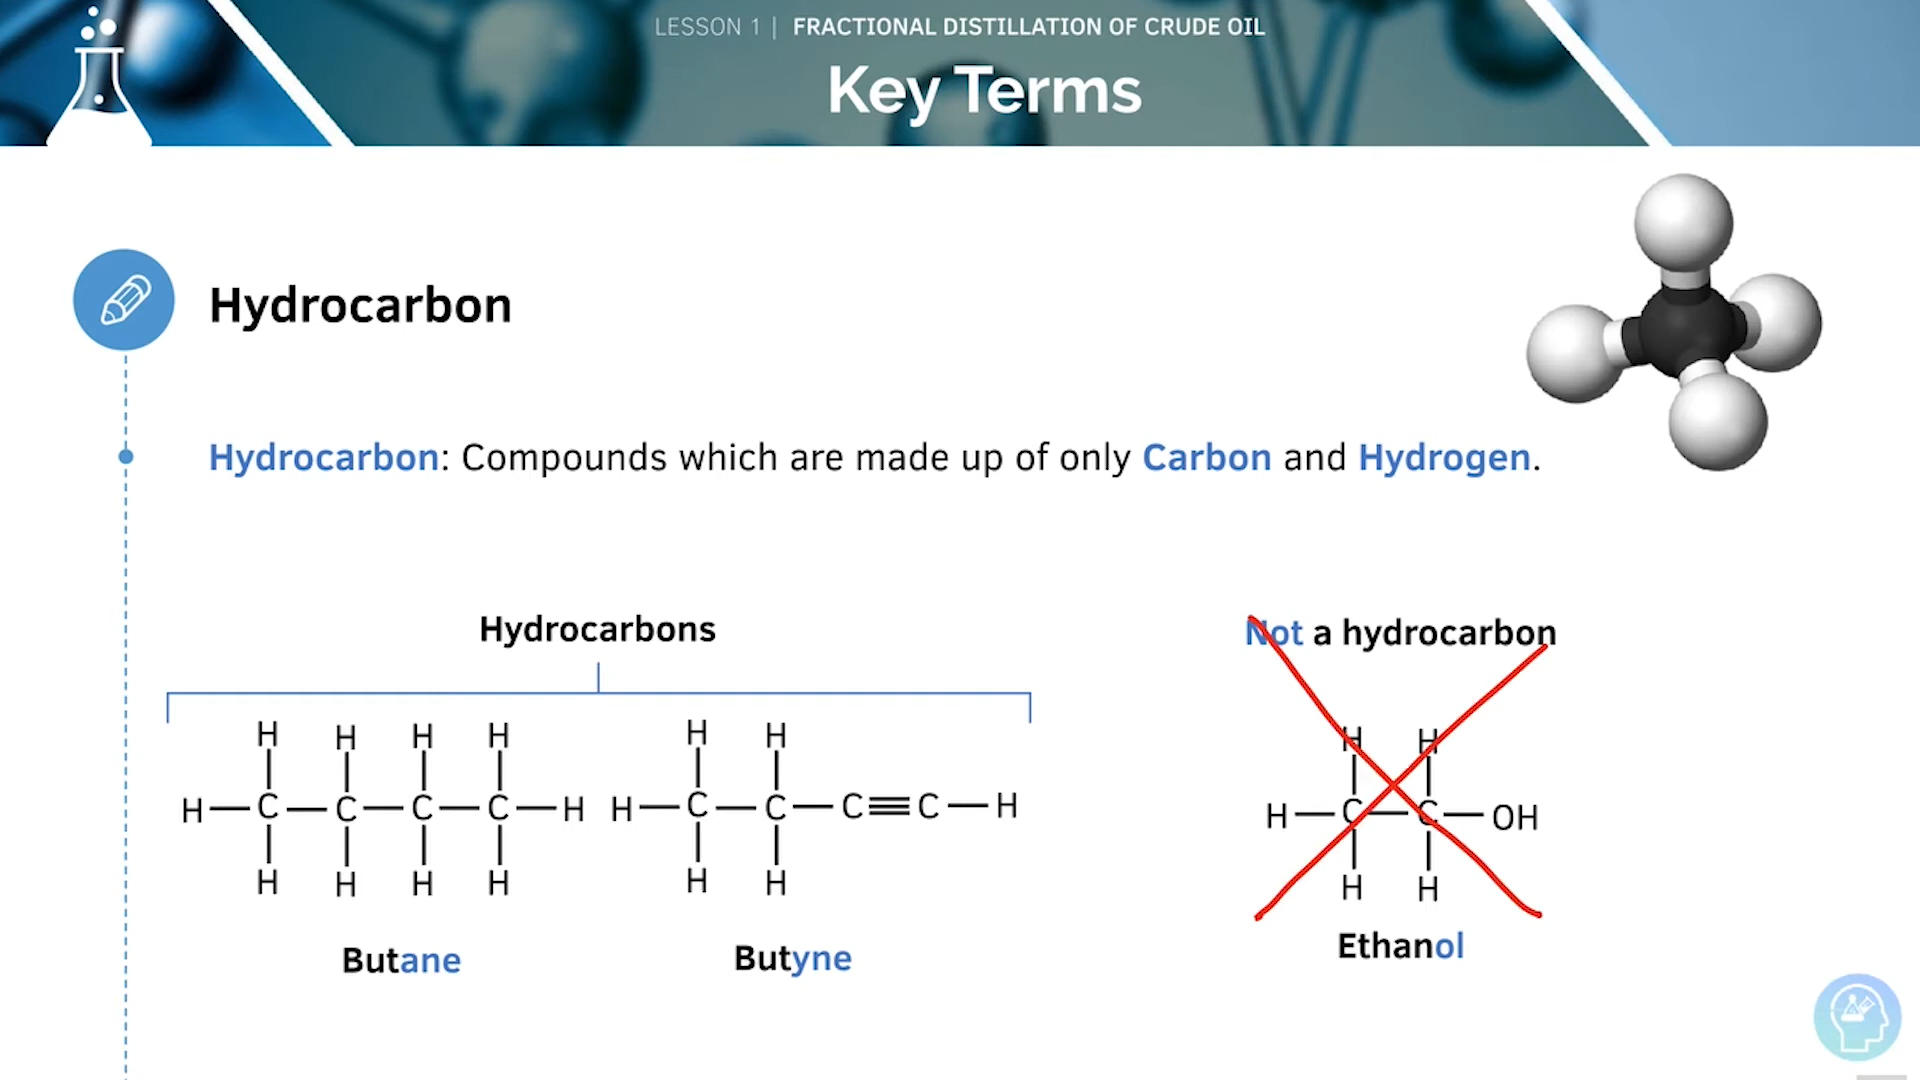 LESSON 1 | FRACTIONAL DISTILLATION OF CRUDE OIL
Key Terms
Hydrocarbon
Hydrocarbon: Compounds which are made up of only Carbon and Hydrogen.
Hydrocarbons
H H H H
H—C—C—C—C—H
H H H H
Butane
H H
H—C—C—C≡C—H
H H
Butyne
Not a hydrocarbon
H H
H—C—C—OH
H H
Ethanol